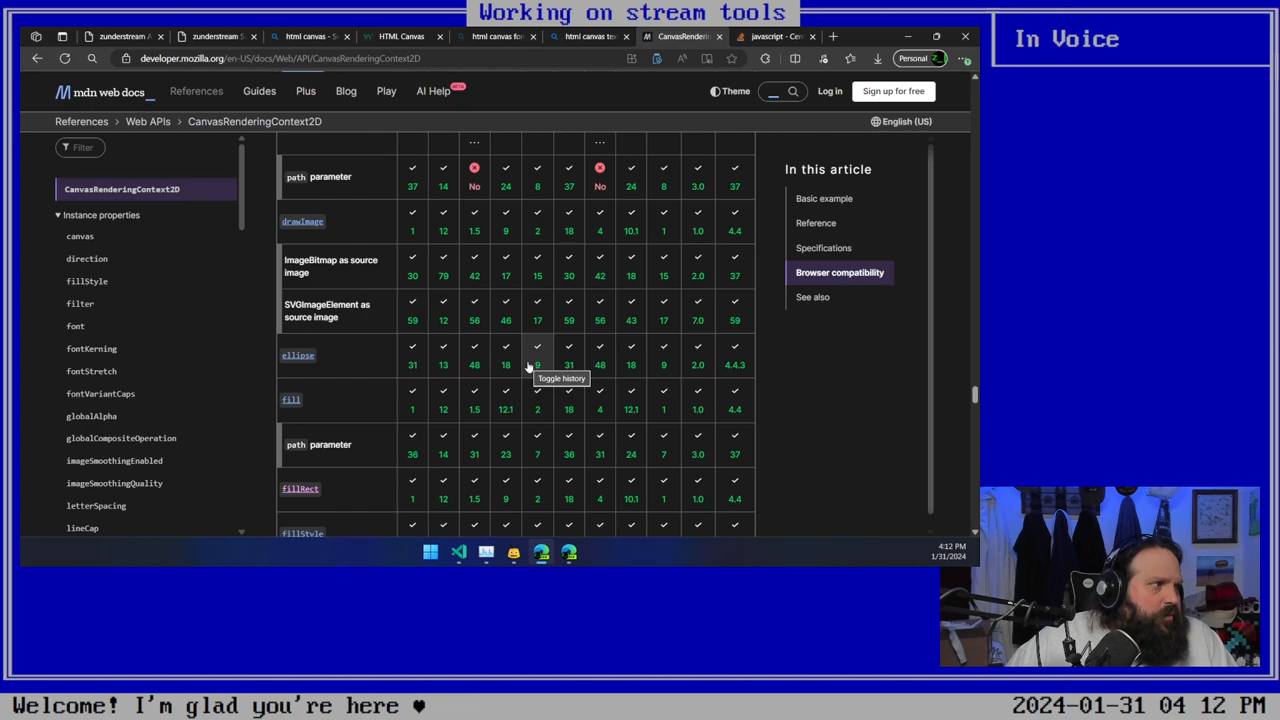 Working on stream tools
In Voice
zunderstream A
zunderstream S
html canvas - S
HTML Canvas
html canvas fon
html canvas tex
CanvasRenderin
javascript - Cen
developer.mozilla.org/en-US/docs/Web/API/CanvasRenderingContext2D
Personal
mdn web docs_
References
Guides
Plus
Blog
Play
AI Help BETA
Theme
Log in
Sign up for free
References > Web APIs > CanvasRenderingContext2D
English (US)
Filter
CanvasRenderingContext2D
Instance properties
canvas
direction
fillStyle
filter
font
fontKerning
fontStretch
fontVariantCaps
globalAlpha
globalCompositeOperation
imageSmoothingEnabled
imageSmoothingQuality
letterSpacing
lineCap
… …
path parameter 37 14 No 24 8 37 No 24 8 3.0 37
drawImage 1 12 1.5 9 2 18 4 10.1 1 1.0 4.4
ImageBitmap as source
image 30 79 42 17 15 30 42 18 15 2.0 37
SVGImageElement as
source image 59 12 56 46 17 59 56 43 17 7.0 59
ellipse 31 13 48 18 9 31 48 18 9 2.0 4.4.3
Toggle history
fill 1 12 1.5 12.1 2 18 4 12.1 1 1.0 4.4
path parameter 36 14 31 23 7 36 31 24 7 3.0 37
fillRect 1 12 1.5 9 2 18 4 10.1 1 1.0 4.4
fillStyle
In this article
Basic example
Reference
Specifications
Browser compatibility
See also
4:12 PM
1/31/2024
Welcome! I'm glad you're here ♥
2024-01-31 04 12 PM